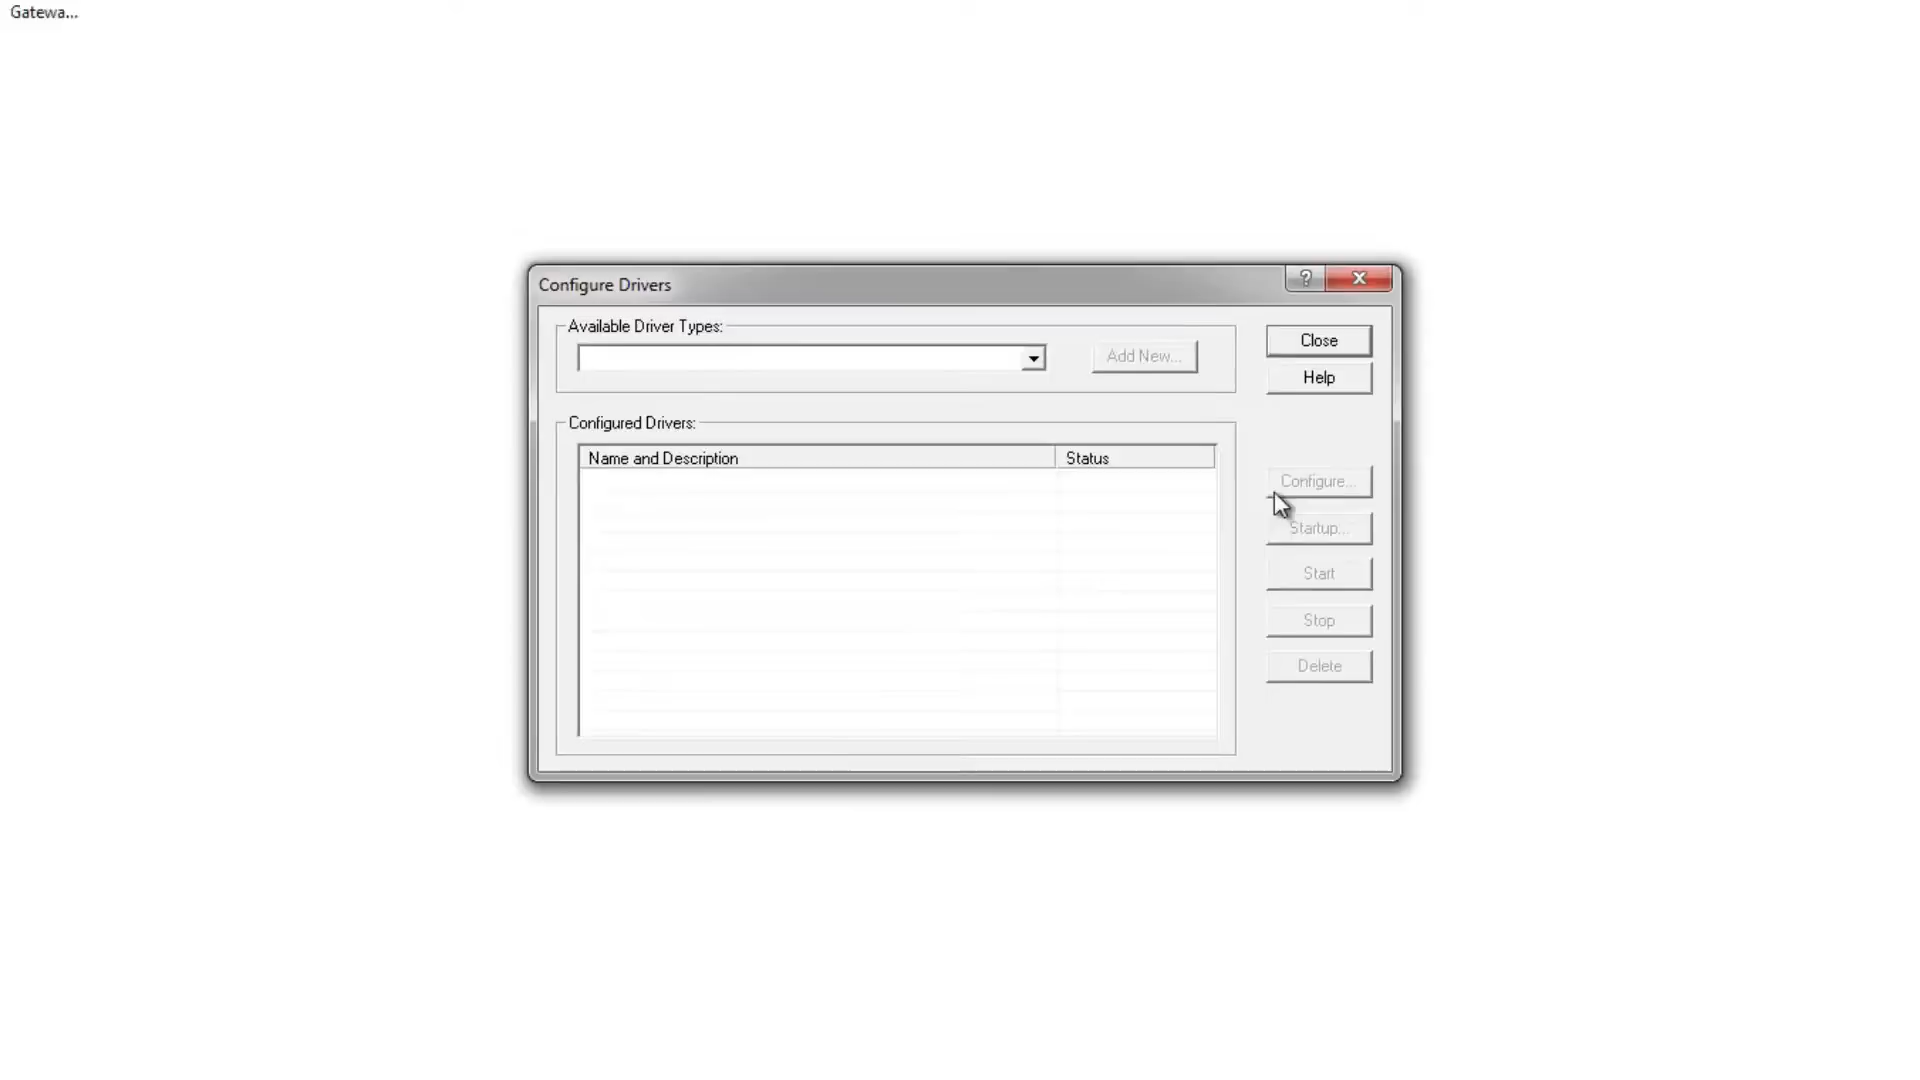 Gatewa...
Configure Drivers
Available Driver Types:
Add New...
Close
Help
Configured Drivers:
Name and Description Status
Configure...
Startup...
Start
Stop
Delete